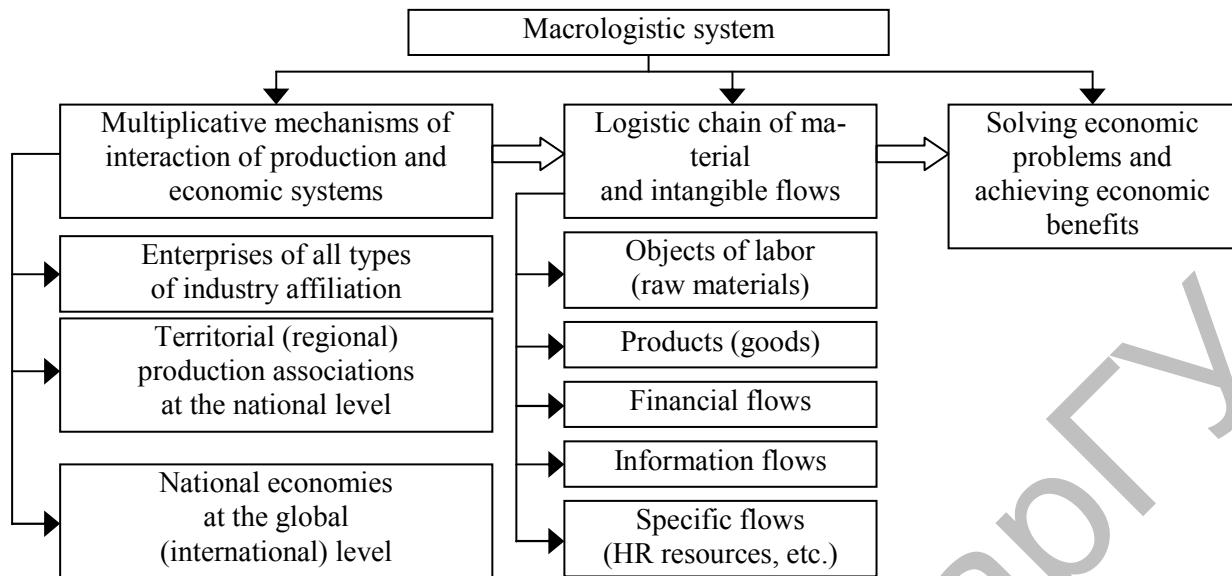 Macrologistic system
Multiplicative mechanisms of
interaction of production and
economic systems
Logistic chain of ma-
terial
and intangible flows
Solving economic
problems and
achieving economic
benefits
Enterprises of all types
of industry affiliation
Territorial (regional)
production associations
at the national level
National economies
at the global
(international) level
Objects of labor
(raw materials)
Products (goods)
Financial flows
Information flows
Specific flows
(HR resources, etc.)
арГУ